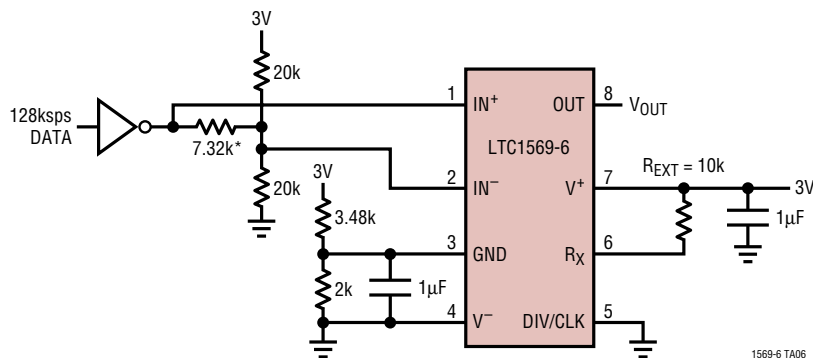 3V
20k
128ksps
DATA
7.32k*
20k
3V
3.48k
2k
1µF
1
IN+
2
IN−
3
GND
4
V−
LTC1569-6
OUT
8
VOUT
V+
7
REXT = 10k
3V
1µF
RX
6
DIV/CLK
5
1569-6 TA06